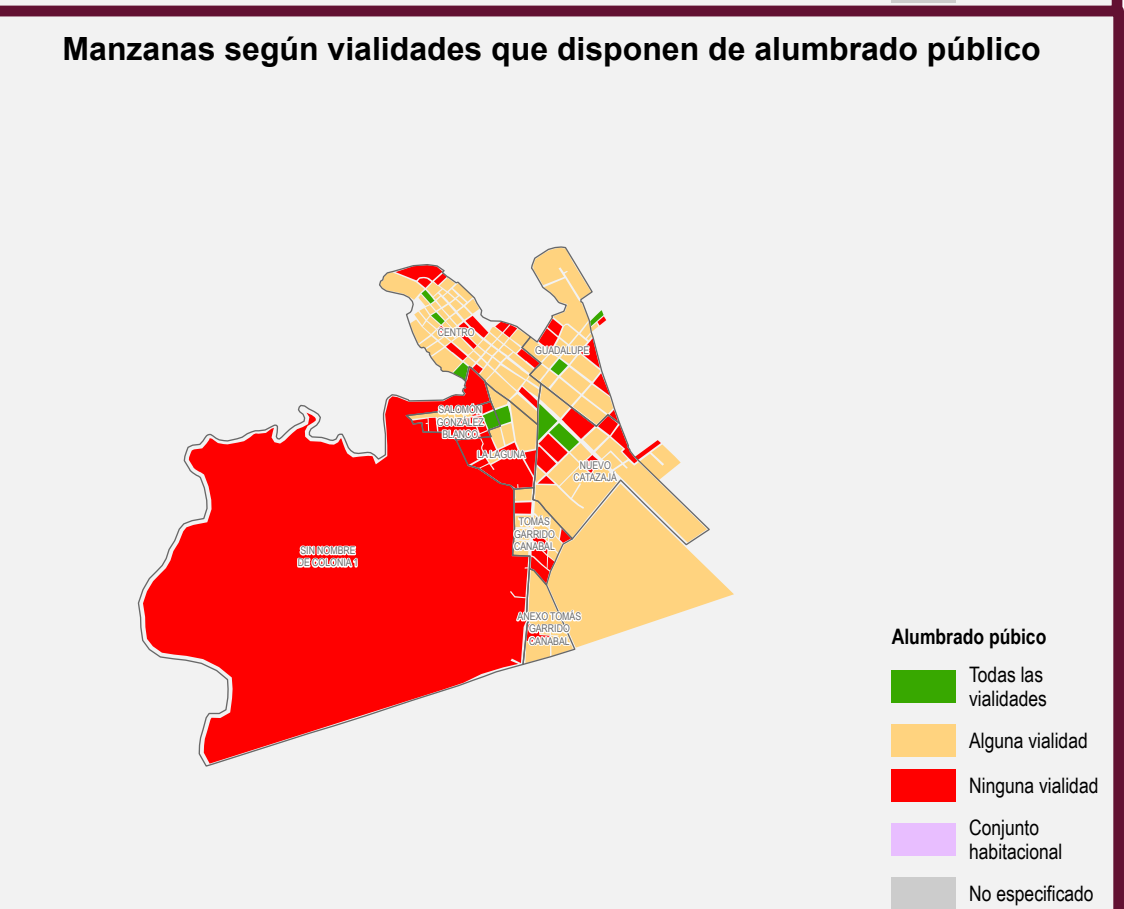 Manzanas según vialidades que disponen de alumbrado público
CENTRO
GUADALUPE
SALOMÓN
GONZÁLEZ
BLANCO
LA LAGUNA
NUEVO
CATAZAJÁ
TOMÁS
GARRIDO
CANABAL
SIN NOMBRE
DE COLONIA 1
ANEXO TOMÁS
GARRIDO
CANABAL
Alumbrado púbico
Todas las
vialidades
Alguna vialidad
Ninguna vialidad
Conjunto
habitacional
No especificado